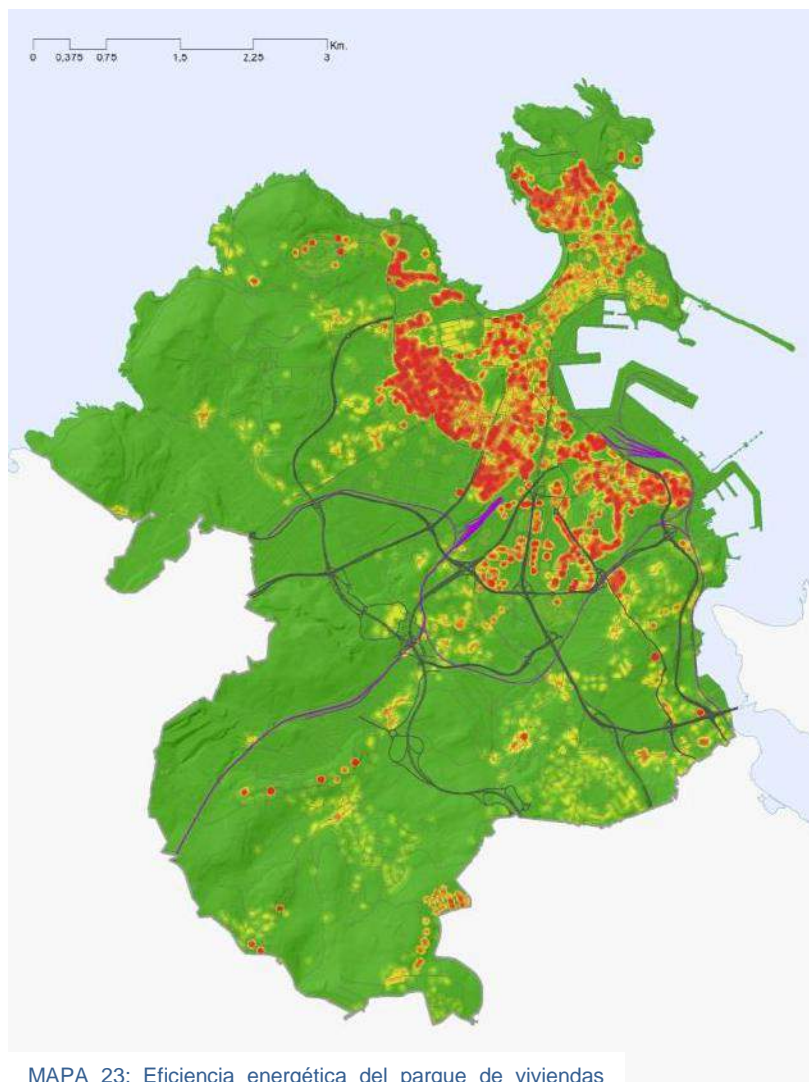 Km.
0 0,375 0,75 1,5 2,25 3
MAPA 23: Eficiencia energética del parque de viviendas